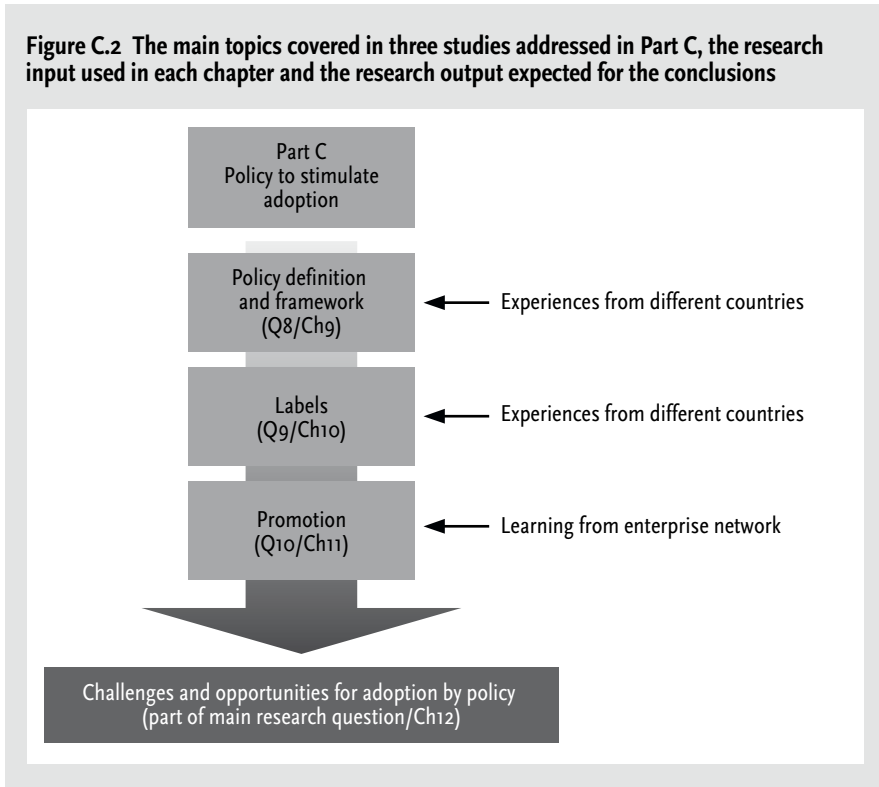 Figure C.2 The main topics covered in three studies addressed in Part C, the research
input used in each chapter and the research output expected for the conclusions
Part C
Policy to stimulate
adoption
Policy definition
and framework
(Q8/Ch9)
Experiences from different countries
Labels
(Q9/Ch10)
Experiences from different countries
Promotion
(Q10/Ch11)
Learning from enterprise network
Challenges and opportunities for adoption by policy
(part of main research question/Ch12)